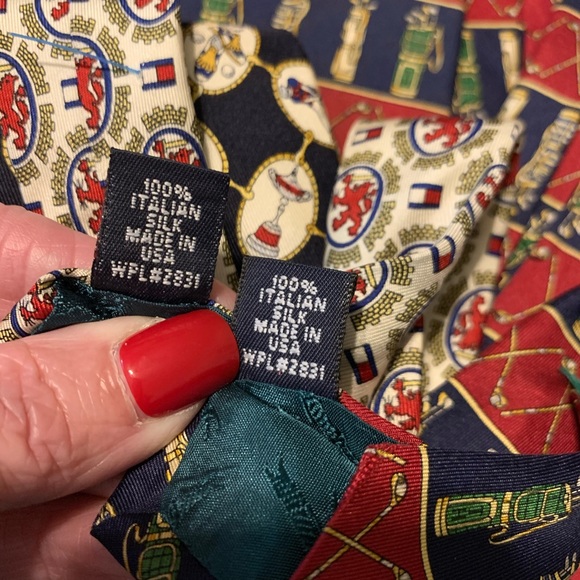 100%
ITALIAN
SILK
MADE IN
USA
WPL#2831
100%
ITALIAN
SILK
MADE IN
USA
WPL#2831